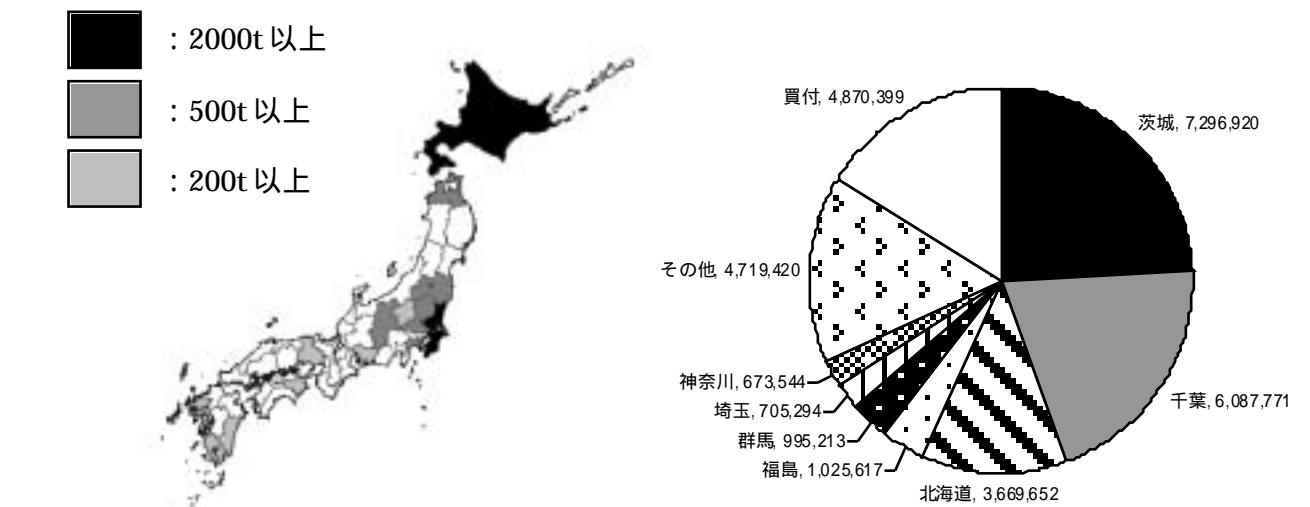 : 2000t 以上
: 500t 以上
: 200t 以上
買付, 4,870,399
茨城, 7,296,920
その他, 4,719,420
千葉, 6,087,771
神奈川, 673,544
埼玉, 705,294
群馬, 995,213
福島, 1,025,617
北海道, 3,669,652